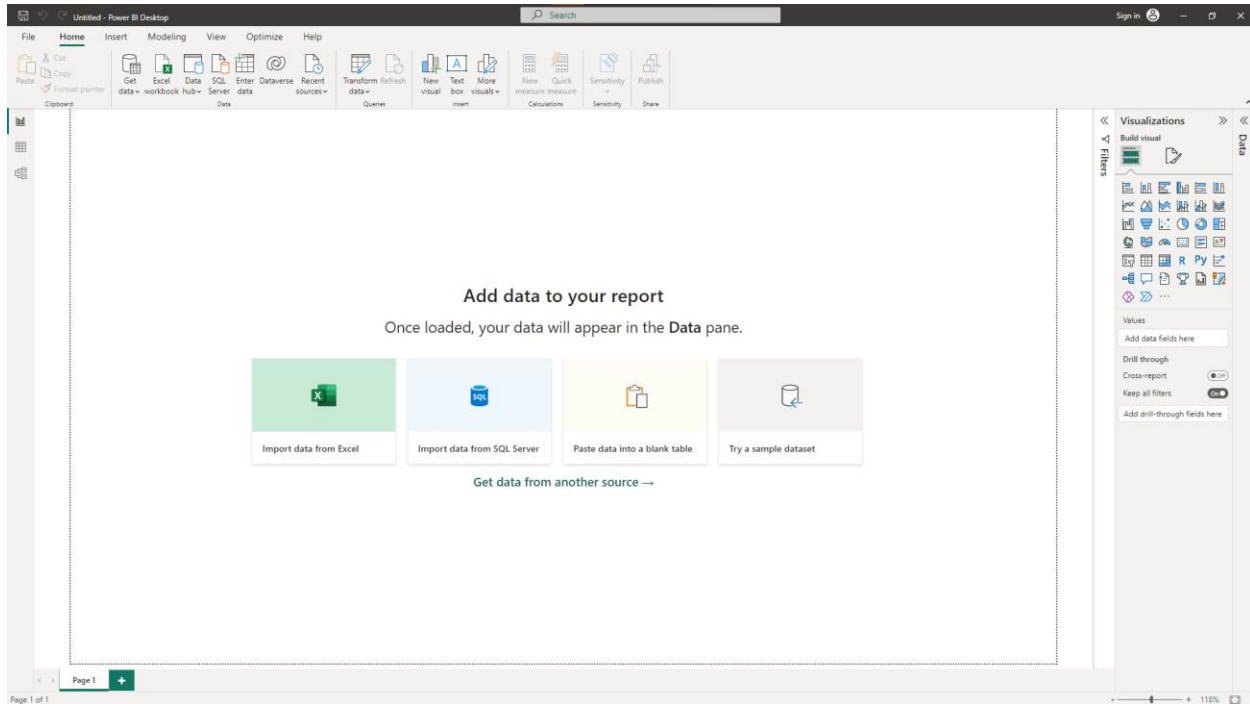 Untitled - Power BI Desktop
Search
Sign in
File Home Insert Modeling View Optimize Help
Paste
Cut
Copy
Format painter
Get data
Excel workbook
Data hub
SQL Server
Enter data
Dataverse
Recent sources
Transform data
Refresh
New visual
Text box
More visuals
New measure
Quick measure
Sensitivity
Publish
Clipboard
Data
Queries
Insert
Calculations
Sensitivity
Share
Filters
Visualizations
Build visual
Data
R Py
Values
Add data fields here
Drill through
Cross-report Off
Keep all filters On
Add drill-through fields here
Add data to your report
Once loaded, your data will appear in the Data pane.
SQL
Import data from Excel
Import data from SQL Server
Paste data into a blank table
Try a sample dataset
Get data from another source →
Page 1
Page 1 of 1
118%